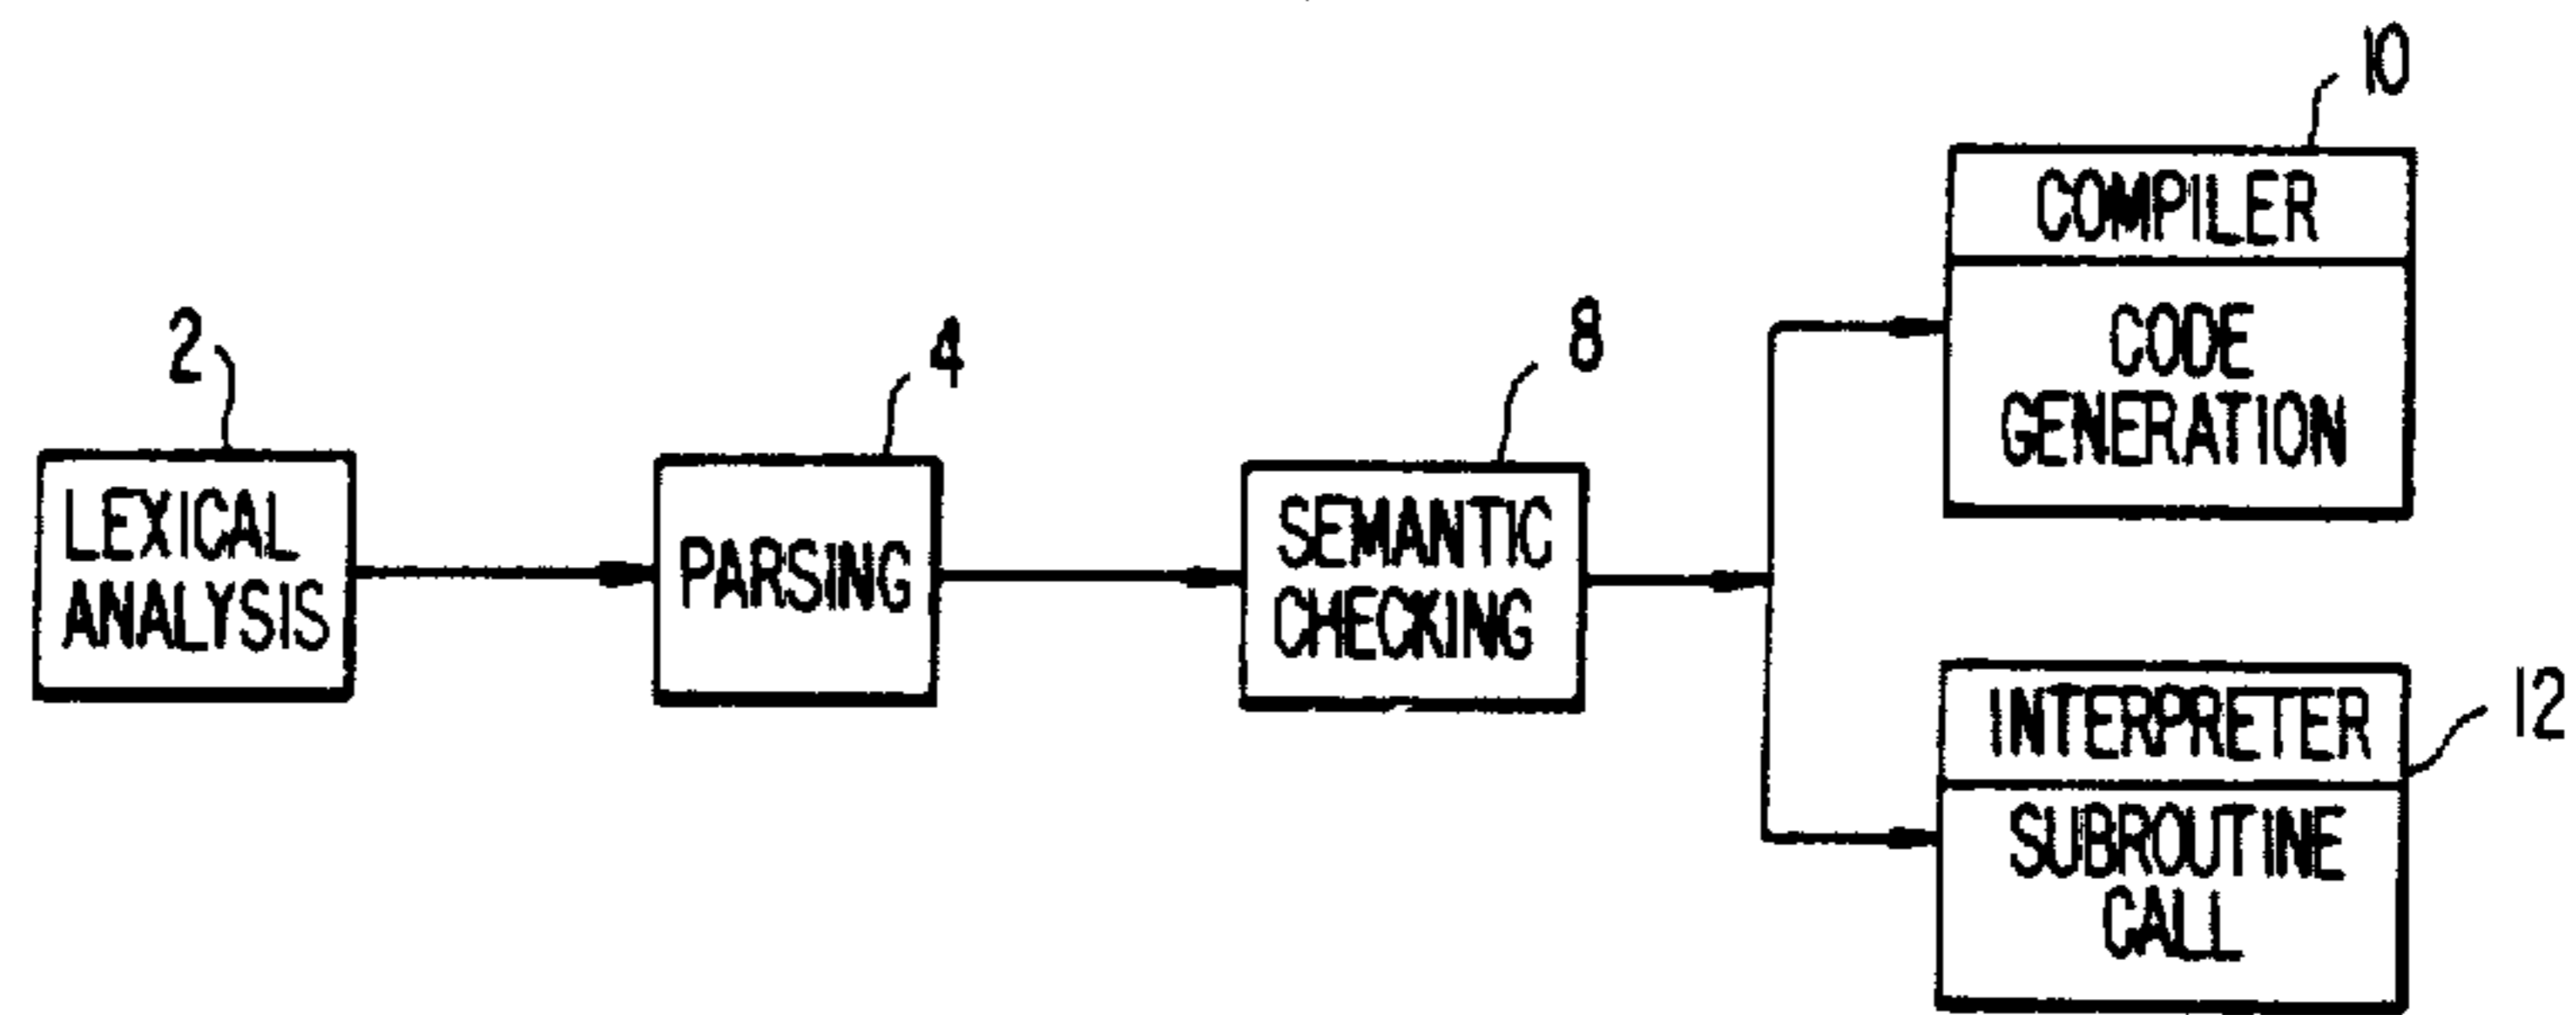 10
COMPILER
CODE
GENERATION
2
LEXICAL
ANALYSIS
4
PARSING
8
SEMANTIC
CHECKING
12
INTERPRETER
SUBROUTINE
CALL